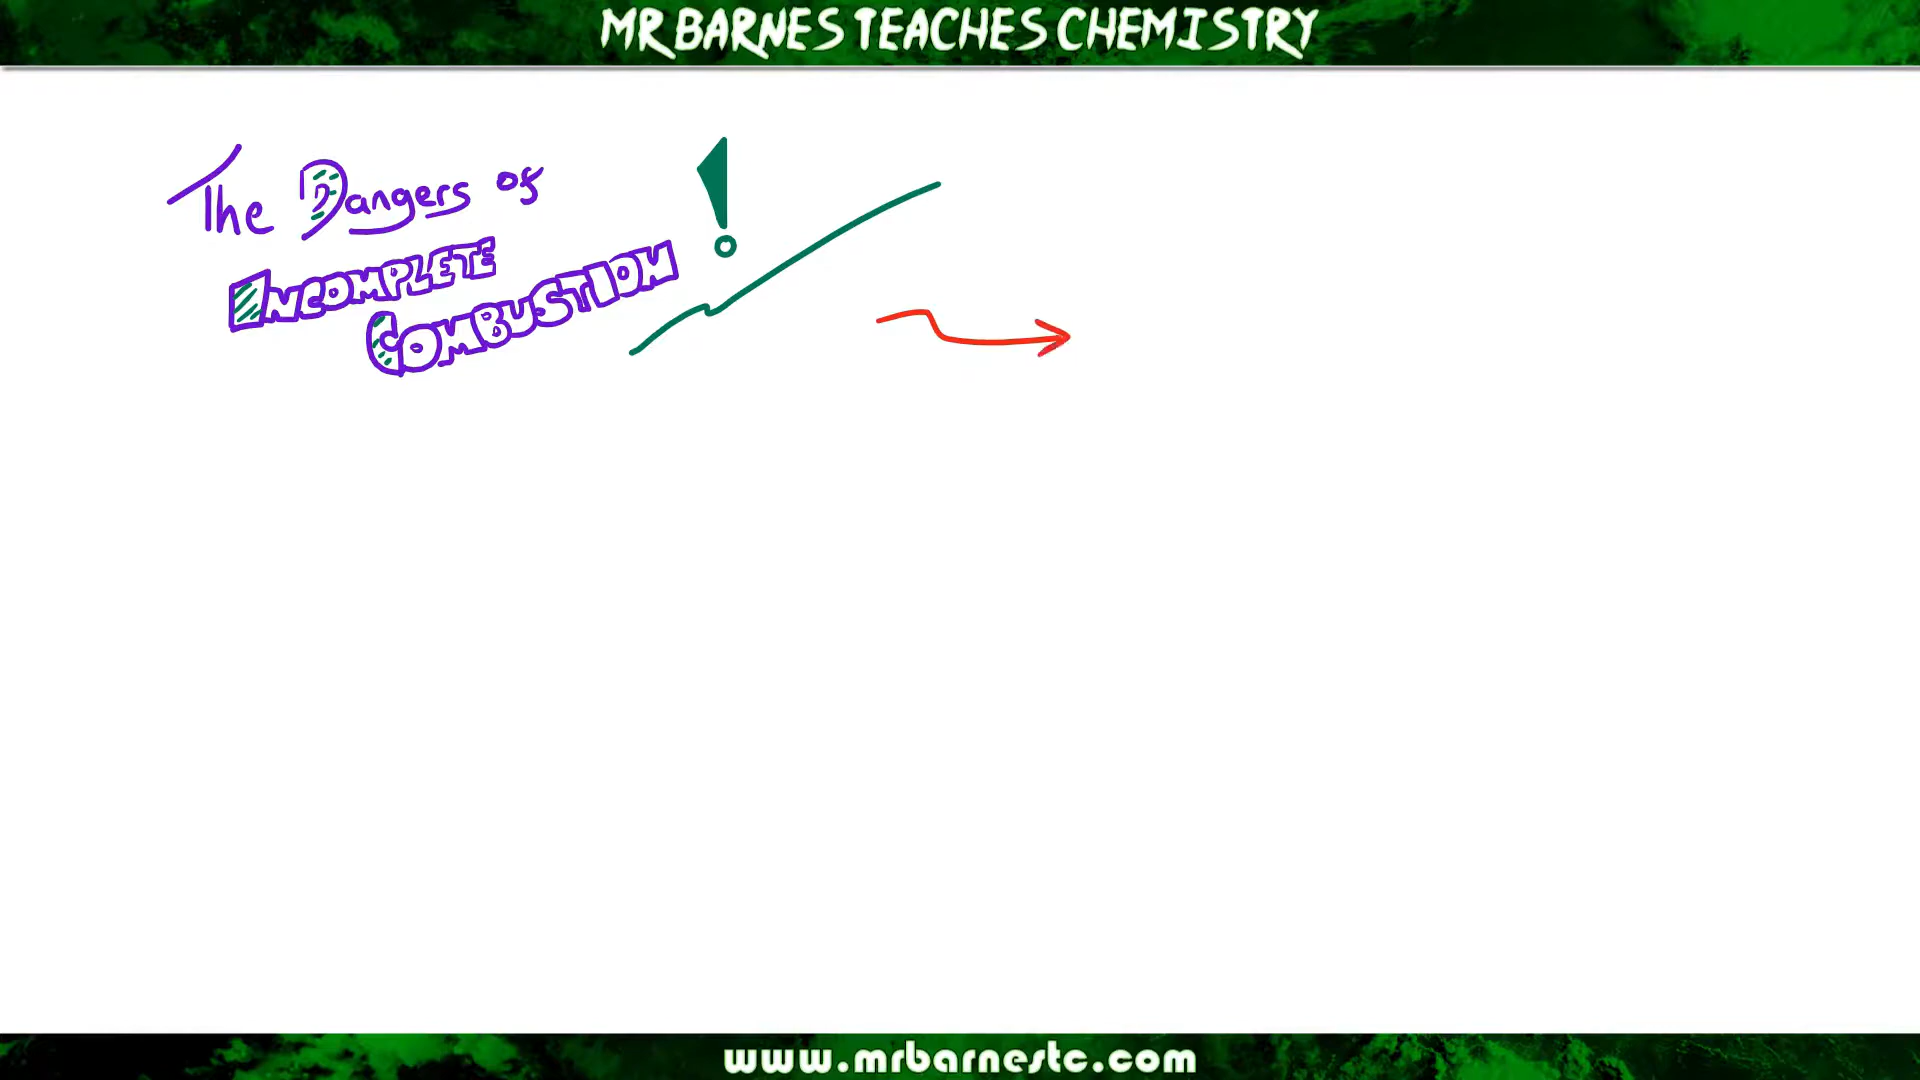 MR BARNES TEACHES CHEMISTRY
The Dangers of
INCOMPLETE
COMBUSTION!
www.mrbarnestc.com